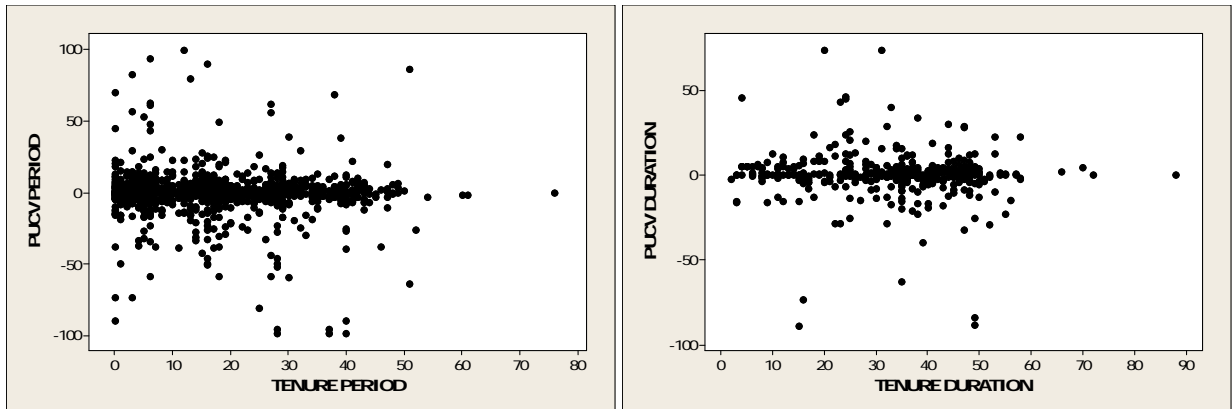 100
50
0
-50
-100
PUCV PERIOD
0 10 20 30 40 50 60 70 80
TENURE PERIOD
50
0
-50
-100
PUCV DURATION
0 10 20 30 40 50 60 70 80 90
TENURE DURATION